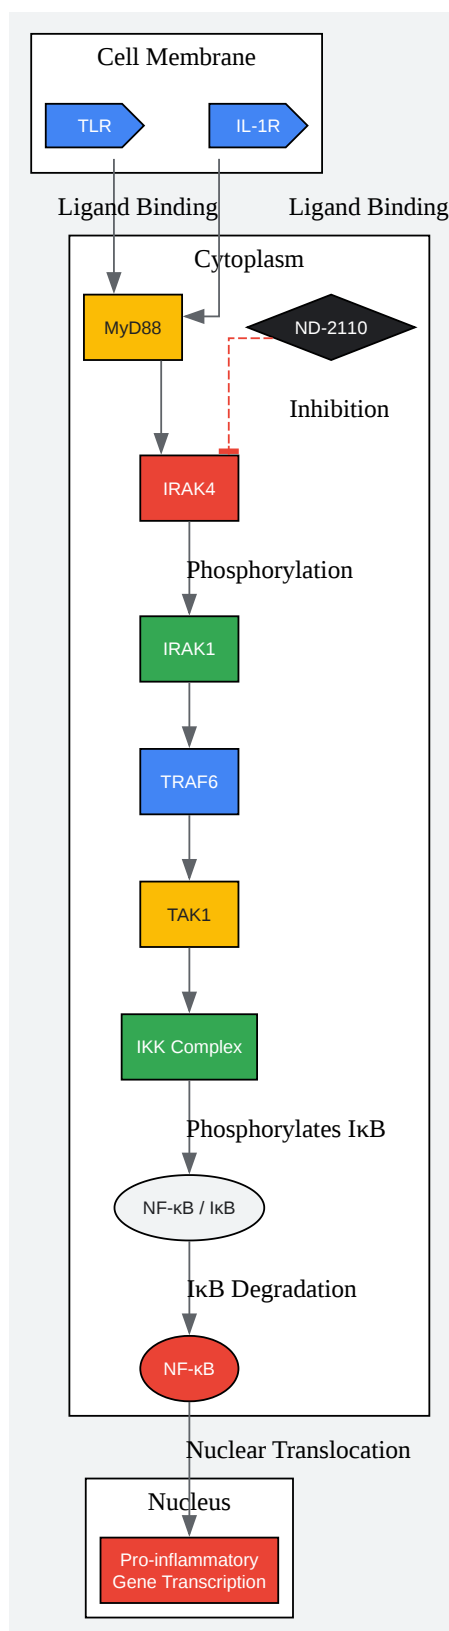 Cell Membrane
TLR
IL-1R
Ligand Binding
Ligand Binding
Cytoplasm
MyD88
ND-2110
Inhibition
IRAK4
Phosphorylation
IRAK1
TRAF6
TAK1
IKK Complex
Phosphorylates IκB
NF-κB / IκB
IκB Degradation
NF-κB
Nuclear Translocation
Nucleus
Pro-inflammatory
Gene Transcription